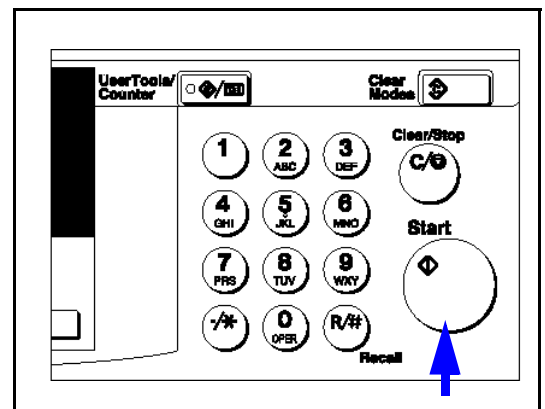 UserTools/
Counter
Clear
Modes
Clear/Stop
C/
1
2
ABC
3
DEF
4
GHI
5
JKL
6
MNO
Start
7
PRS
8
TUV
9
WXY
·/*
0
OPER
R/#
Recall